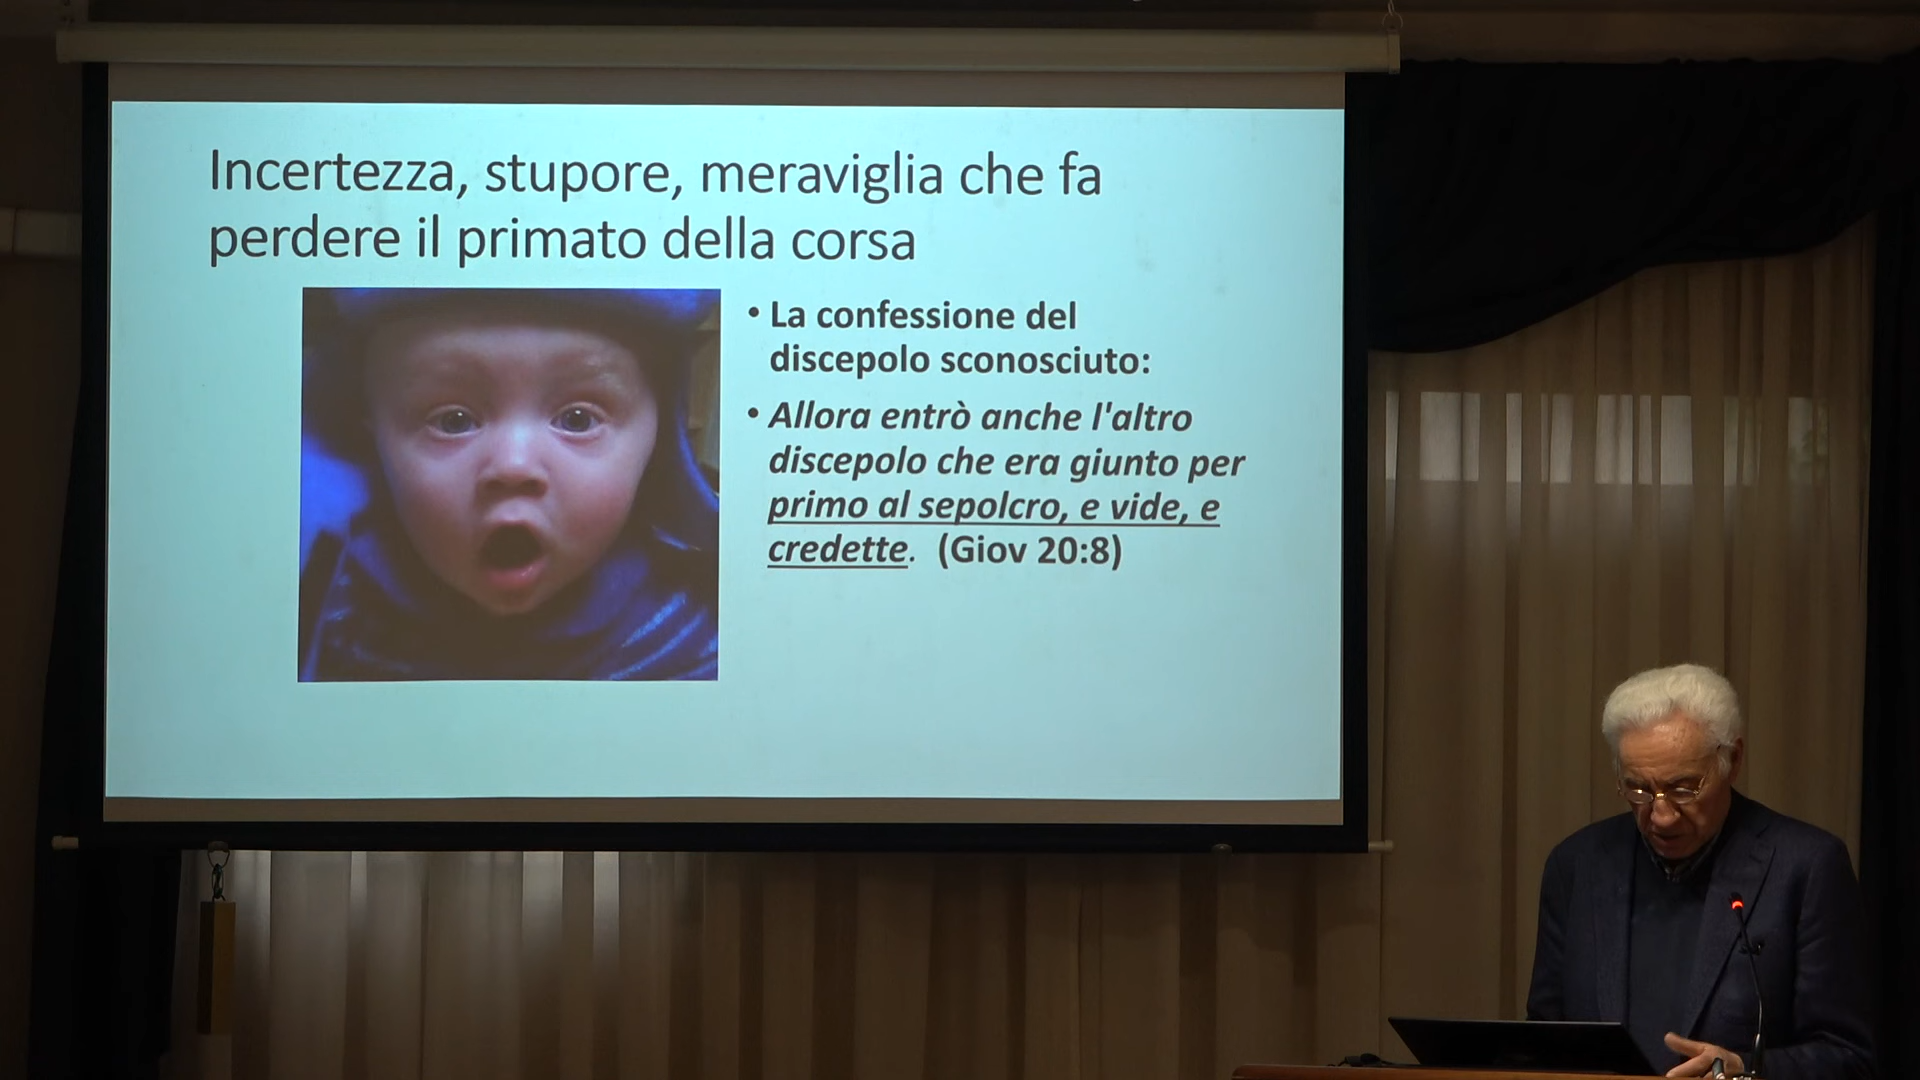 Incertezza, stupore, meraviglia che fa
perdere il primato della corsa
• La confessione del
discepolo sconosciuto:
• Allora entrò anche l'altro
discepolo che era giunto per
primo al sepolcro, e vide, e
credette. (Giov 20:8)